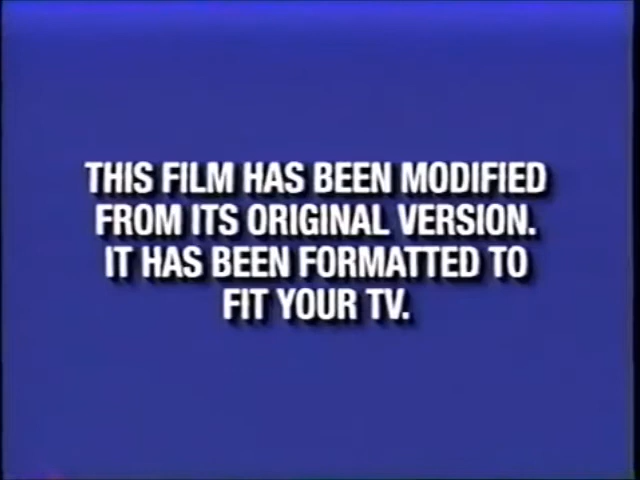 THIS FILM HAS BEEN MODIFIED
FROM ITS ORIGINAL VERSION.
IT HAS BEEN FORMATTED TO
FIT YOUR TV.